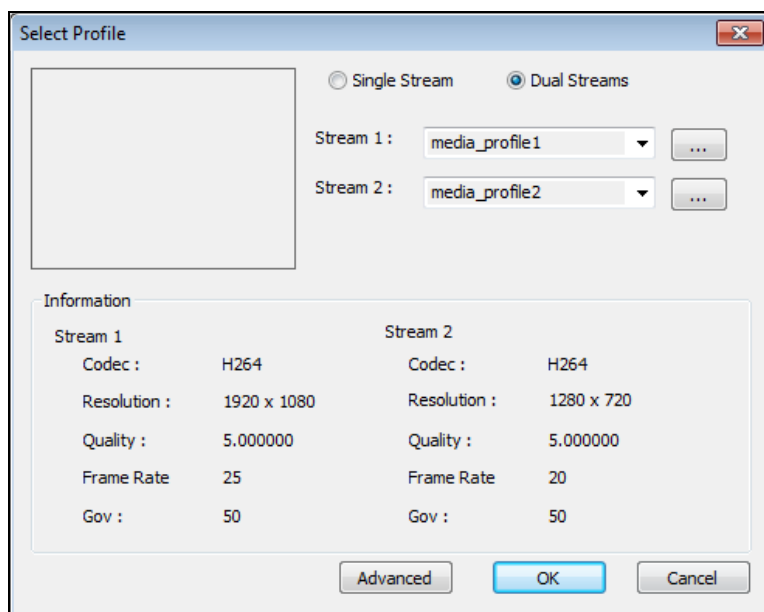 Select Profile
Single Stream Dual Streams
Stream 1 : media_profile1 ...
Stream 2 : media_profile2 ...
Information
Stream 1 Stream 2
Codec : H264 Codec : H264
Resolution : 1920 x 1080 Resolution : 1280 x 720
Quality : 5.000000 Quality : 5.000000
Frame Rate 25 Frame Rate 20
Gov : 50 Gov : 50
Advanced OK Cancel